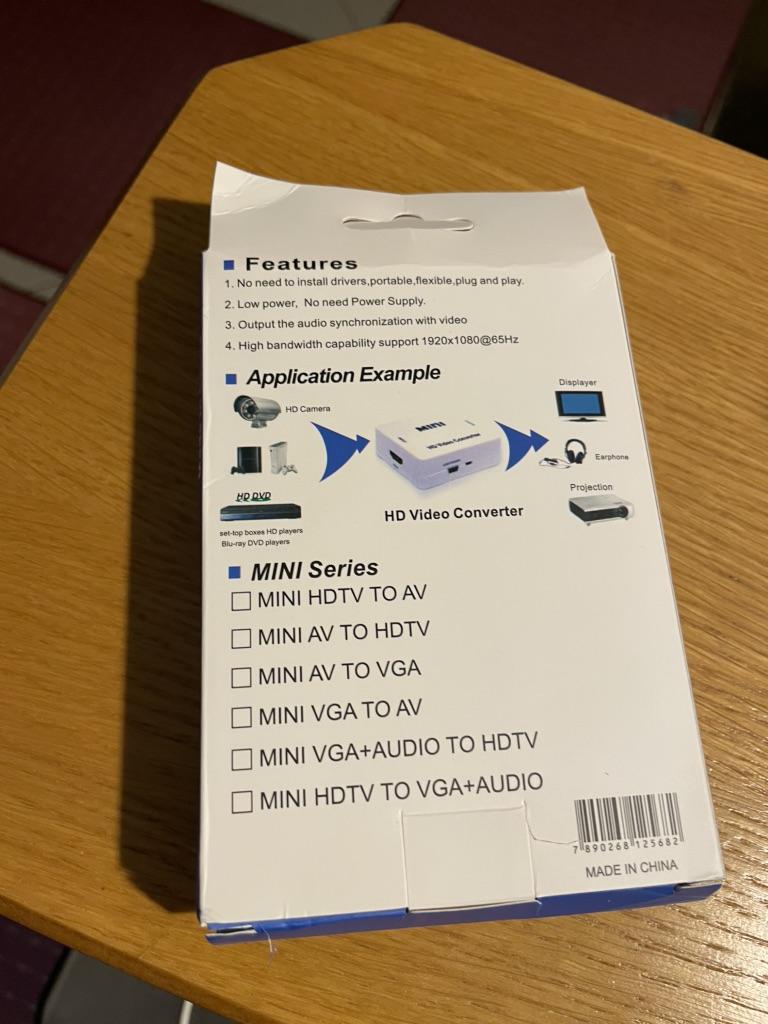 Features
1. No need to install drivers,portable,flexible,plug and play.
2. Low power, No need Power Supply.
3. Output the audio synchronization with video
4. High bandwidth capability support 1920x1080@65Hz
Application Example
HD Camera
HD DVD
set-top boxes HD players
Blu-ray DVD players
MINI
HD Video Converter
HD Video Converter
Displayer
Earphone
Projection
MINI Series
MINI HDTV TO AV
MINI AV TO HDTV
MINI AV TO VGA
MINI VGA TO AV
MINI VGA+AUDIO TO HDTV
MINI HDTV TO VGA+AUDIO
7 890268 125682
MADE IN CHINA